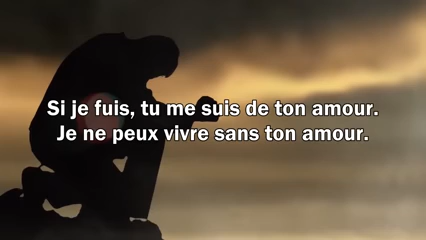 Si je fuis, tu me suis de ton amour.
Je ne peux vivre sans ton amour.